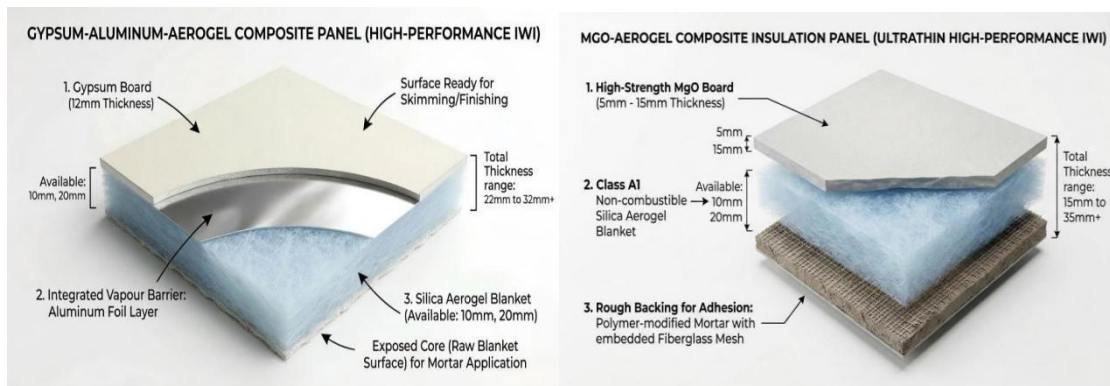 GYPSUM-ALUMINUM-AEROGEL COMPOSITE PANEL (HIGH-PERFORMANCE IWI)
1. Gypsum Board
(12mm Thickness)
Surface Ready for
Skimming/Finishing
Available:
10mm, 20mm
Total
Thickness
range:
22mm to 32mm+
2. Integrated Vapour Barrier:
Aluminum Foil Layer
3. Silica Aerogel Blanket
(Available: 10mm, 20mm)
Exposed Core (Raw Blanket
Surface) for Mortar Application
MGO-AEROGEL COMPOSITE INSULATION PANEL (ULTRATHIN HIGH-PERFORMANCE IWI)
1. High-Strength MgO Board
(5mm - 15mm Thickness)
5mm
15mm
2. Class A1
Non-combustible
Silica Aerogel
Blanket
Available:
10mm
20mm
Total
Thickness
range:
15mm to
35mm+
3. Rough Backing for Adhesion:
Polymer-modified Mortar with
embedded Fiberglass Mesh